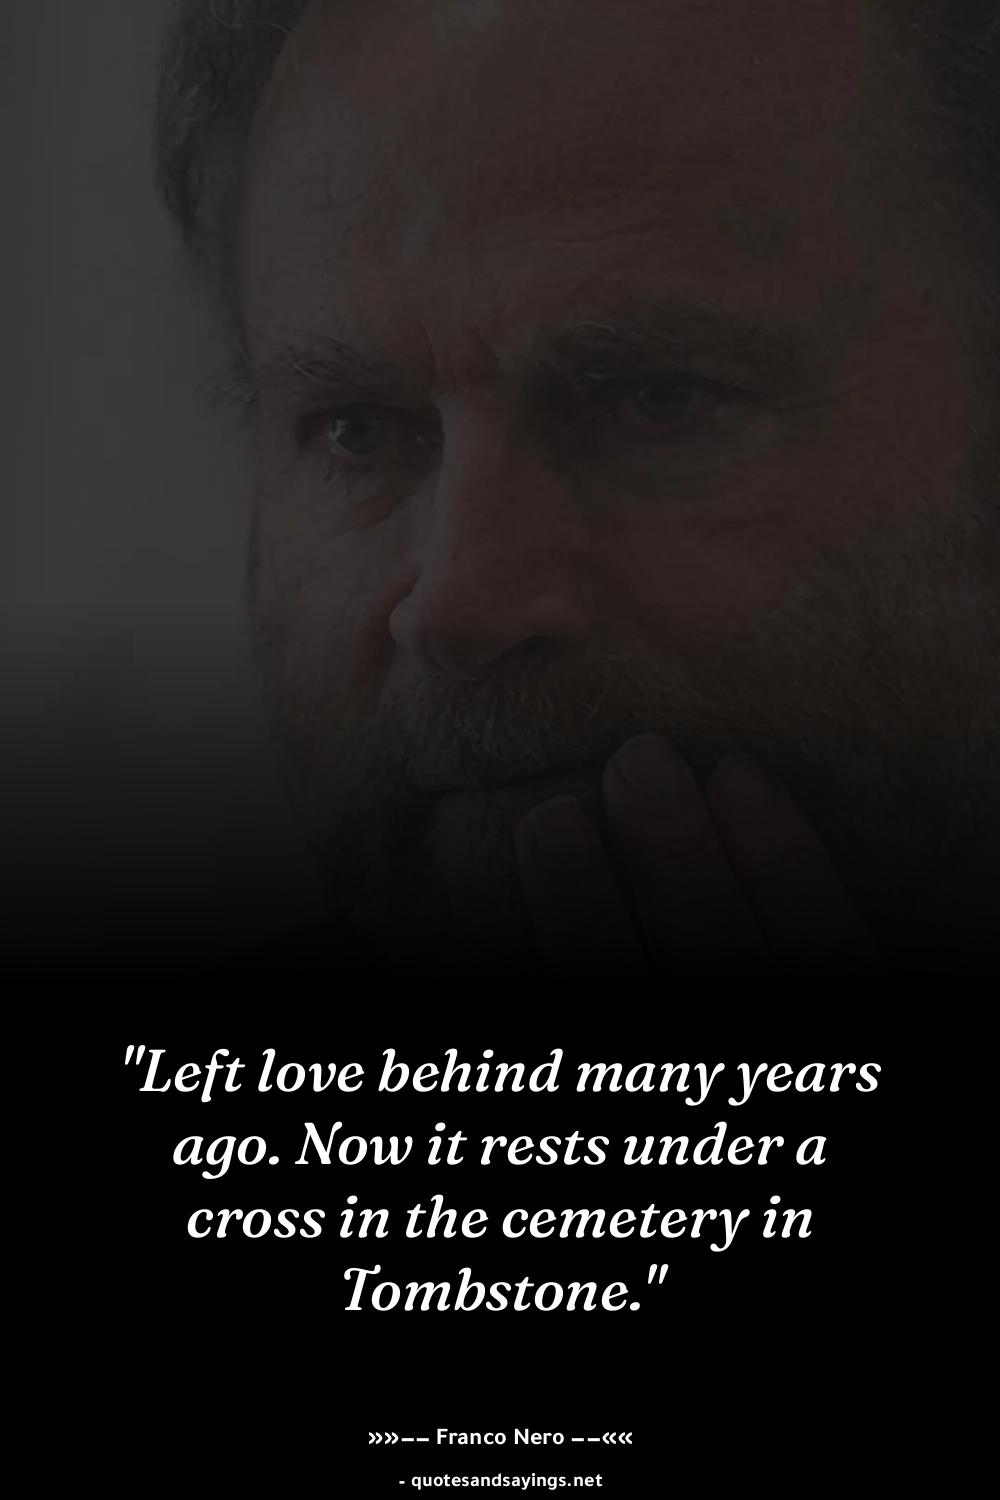 "Left love behind many years
ago. Now it rests under a
cross in the cemetery in
Tombstone."
»»–– Franco Nero ––««
- quotesandsayings.net